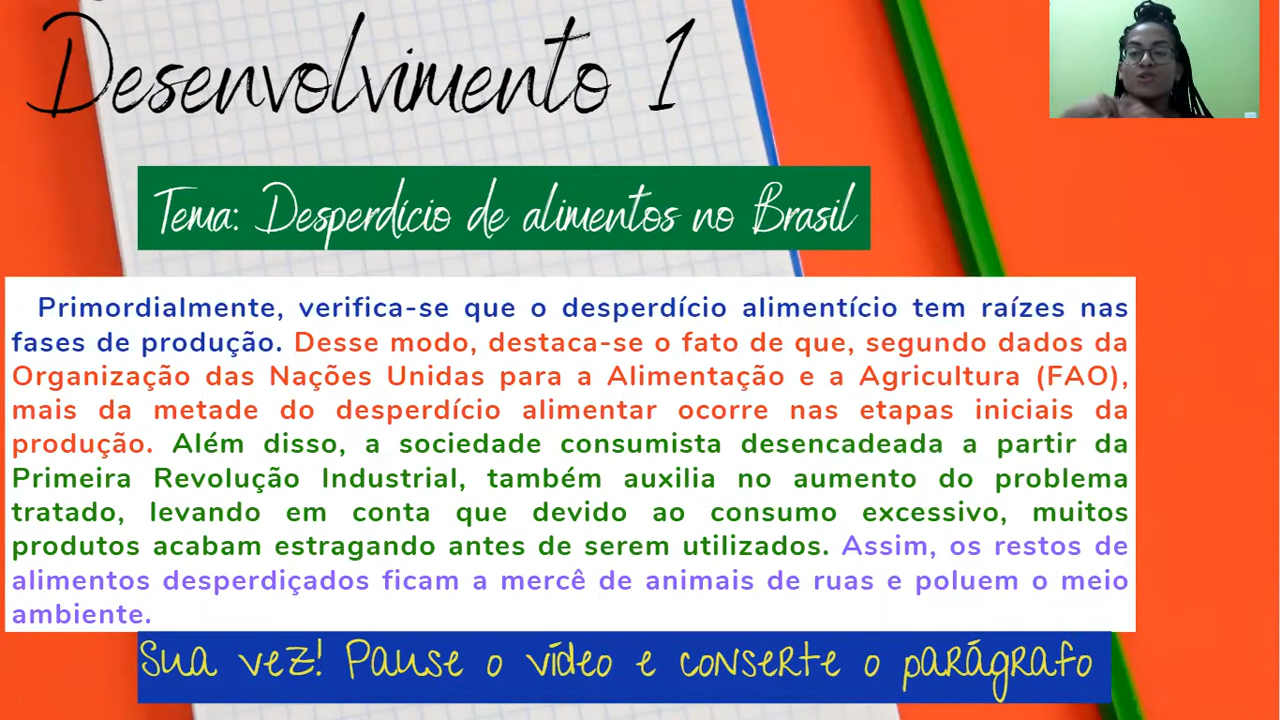 Desenvolvimento 1
Tema: Desperdício de alimentos no Brasil
Primordialmente, verifica-se que o desperdício alimentício tem raízes nas
fases de produção. Desse modo, destaca-se o fato de que, segundo dados da
Organização das Nações Unidas para a Alimentação e a Agricultura (FAO),
mais da metade do desperdício alimentar ocorre nas etapas iniciais da
produção. Além disso, a sociedade consumista desencadeada a partir da
Primeira Revolução Industrial, também auxilia no aumento do problema
tratado, levando em conta que devido ao consumo excessivo, muitos
produtos acabam estragando antes de serem utilizados. Assim, os restos de
alimentos desperdiçados ficam a mercê de animais de ruas e poluem o meio
ambiente.
Sua vez! Pause o vídeo e conserte o parágrafo